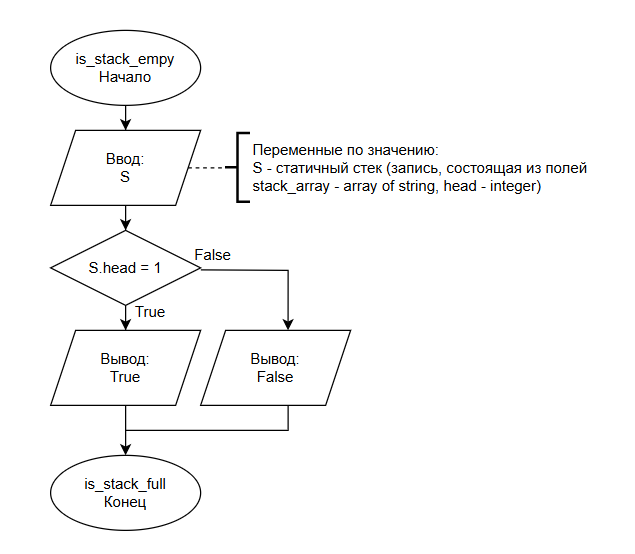 is_stack_empy
Начало
Ввод:
S
Переменные по значению:
S - статичный стек (запись, состоящая из полей
stack_array - array of string, head - integer)
S.head = 1
False
True
Вывод:
True
Вывод:
False
is_stack_full
Конец